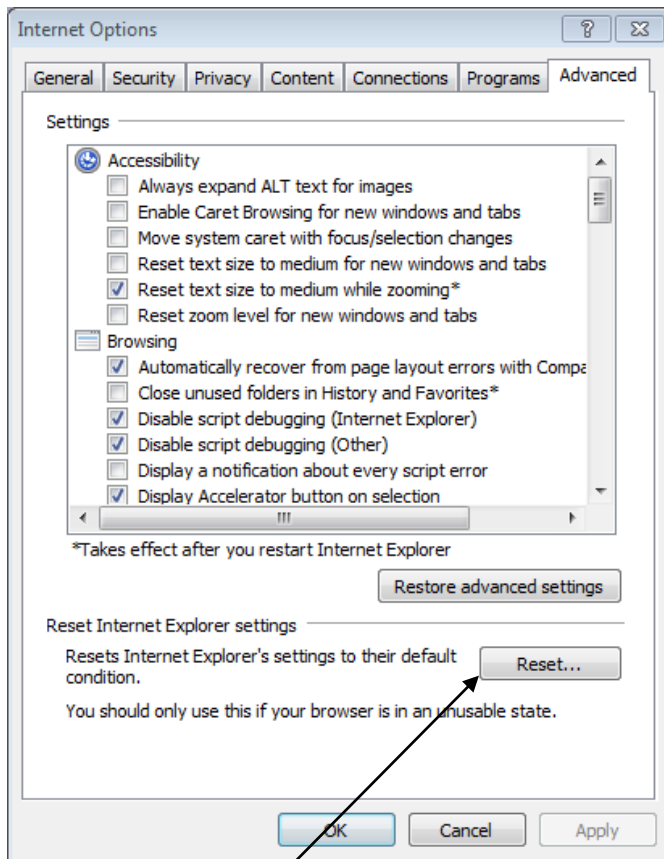 Internet Options
General Security Privacy Content Connections Programs Advanced
Settings
Accessibility
Always expand ALT text for images
Enable Caret Browsing for new windows and tabs
Move system caret with focus/selection changes
Reset text size to medium for new windows and tabs
Reset text size to medium while zooming*
Reset zoom level for new windows and tabs
Browsing
Automatically recover from page layout errors with Compa
Close unused folders in History and Favorites*
Disable script debugging (Internet Explorer)
Disable script debugging (Other)
Display a notification about every script error
Display Accelerator button on selection
*Takes effect after you restart Internet Explorer
Restore advanced settings
Reset Internet Explorer settings
Resets Internet Explorer's settings to their default
condition.
Reset...
You should only use this if your browser is in an unusable state.
OK Cancel Apply